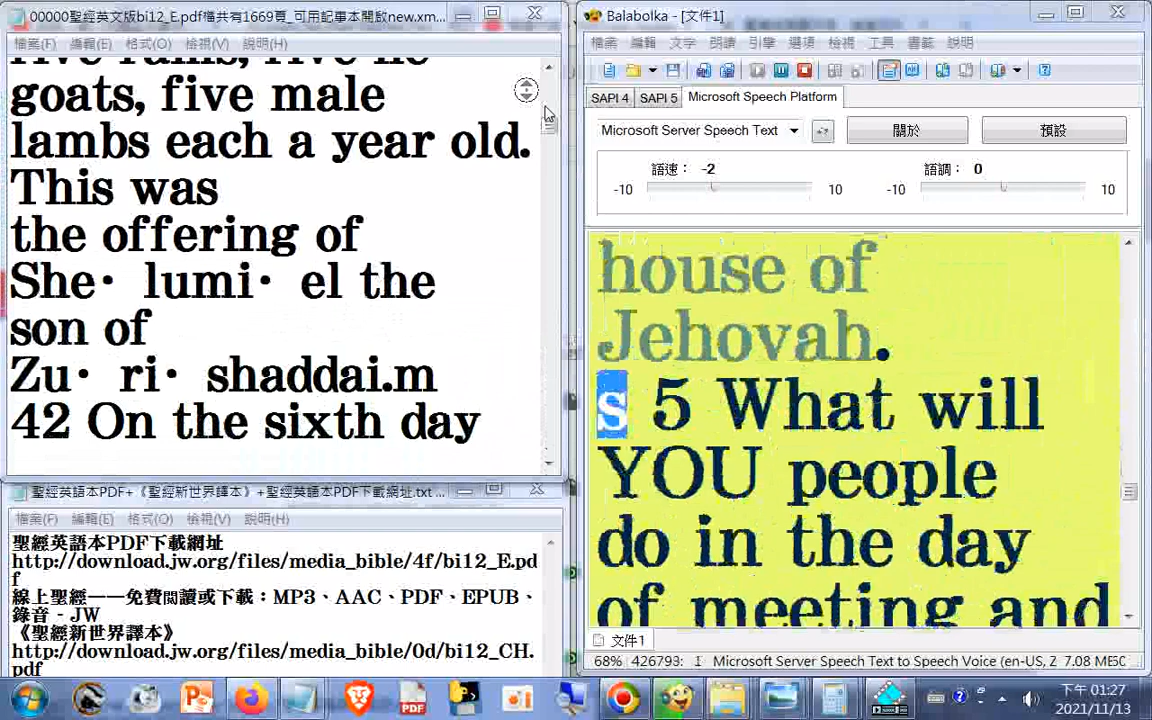 00000聖經英文版bi12_E.pdf檔共有1669頁_可用記事本開啟new.xm...
檔案(F) 編輯(E) 格式(O) 檢視(V) 說明(H)
Five rams, five he
goats, five male
lambs each a year old.
This was
the offering of
She· lumi· el the
son of
Zu· ri· shaddai.m
42 On the sixth day
聖經英語本PDF+《聖經新世界譯本》+聖經英語本PDF下載網址.txt ...
檔案(F) 編輯(E) 格式(O) 檢視(V) 說明(H)
聖經英語本PDF下載網址
http://download.jw.org/files/media_bible/4f/bi12_E.pd
f
線上聖經——免費閱讀或下載：MP3、AAC、PDF、EPUB、
錄音 - JW
《聖經新世界譯本》
http://download.jw.org/files/media_bible/0d/bi12_CH.
pdf
Balabolka - [文件1]
檔案 編輯 文字 朗讀 引擎 選項 檢視 工具 書籤 說明
SAPI 4 SAPI 5 Microsoft Speech Platform
Microsoft Server Speech Text 關於 預設
語速： -2 語調： 0
-10 10 -10 10
house of
Jehovah.
s 5 What will
YOU people
do in the day
of meeting and
文件1
68% 426793: 1 Microsoft Server Speech Text to Speech Voice (en-US, Z 7.08 MB
下午 01:27
2021/11/13